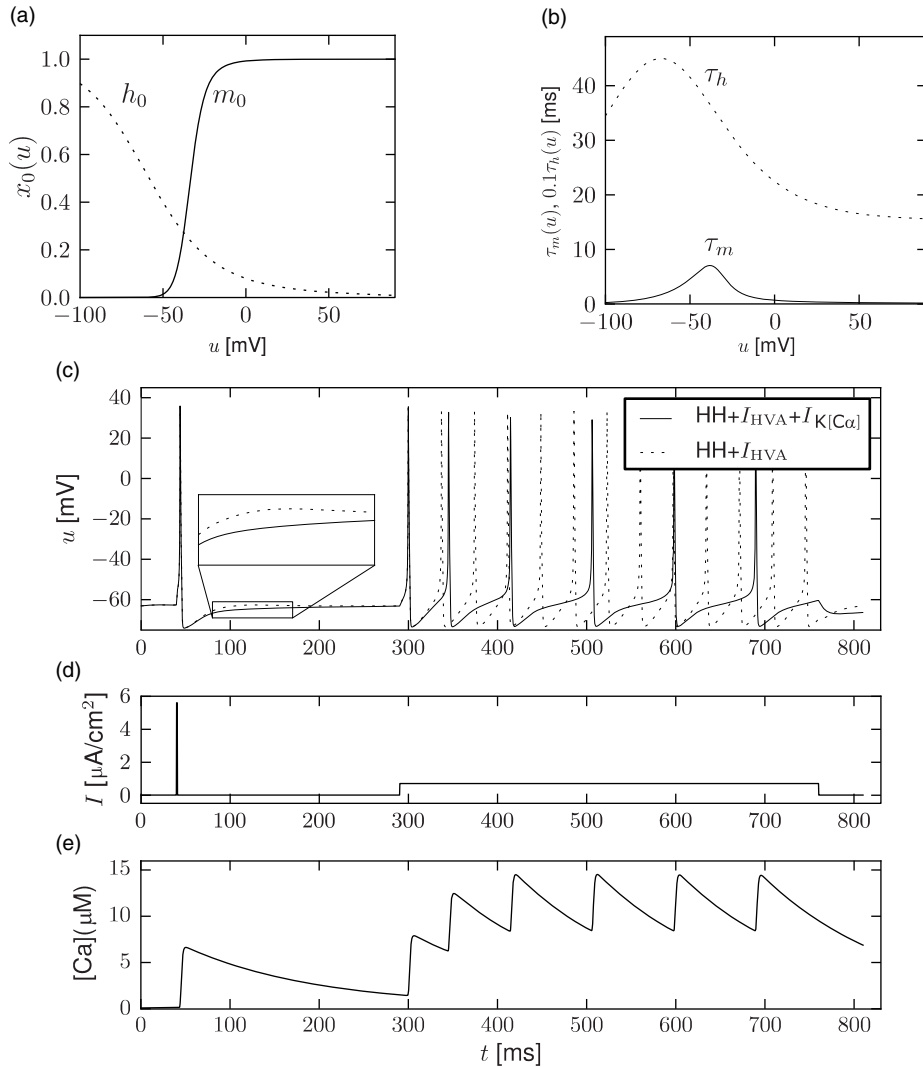 (a)
(b)
1.0
0.8
0.6
0.4
0.2
0.0
−100
−50
0
50
h₀
m₀
x₀(u)
u [mV]
40
30
20
10
0
−100
−50
0
50
τₕ
τₘ
τₘ(u), 0.1τₕ(u) [ms]
u [mV]
(c)
40
20
0
−20
−40
−60
u [mV]
HH+I_HVA+I_K[Cα]
HH+I_HVA
0 100 200 300 400 500 600 700 800
(d)
6
4
2
0
I [μA/cm²]
0 100 200 300 400 500 600 700 800
(e)
15
10
5
0
[Ca](μM)
0 100 200 300 400 500 600 700 800
t [ms]